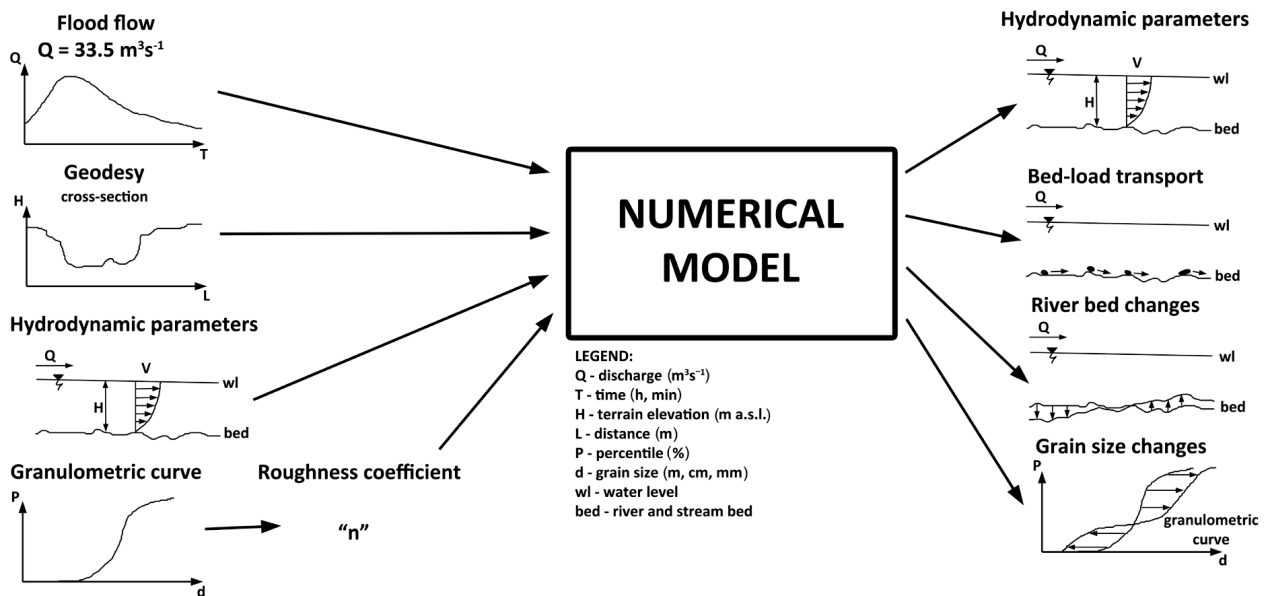 Flood flow
Q = 33.5 m³s⁻¹
Q
T
Geodesy
cross-section
H
L
Hydrodynamic parameters
Q
V
wl
H
bed
Granulometric curve
P
d
Roughness coefficient
“n”
NUMERICAL
MODEL
LEGEND:
Q - discharge (m³s⁻¹)
T - time (h, min)
H - terrain elevation (m a.s.l.)
L - distance (m)
P - percentile (%)
d - grain size (m, cm, mm)
wl - water level
bed - river and stream bed
Hydrodynamic parameters
Q
V
wl
H
bed
Bed-load transport
Q
wl
bed
River bed changes
Q
wl
bed
Grain size changes
P
granulometric
curve
d